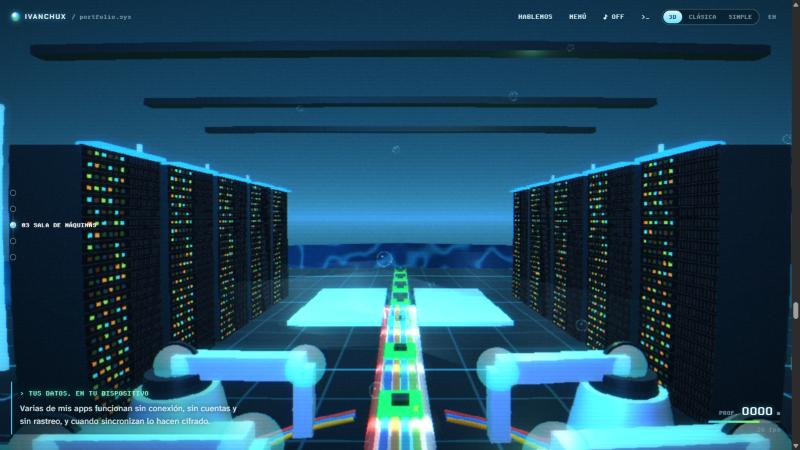 IVANCHUX / portfolio.sys
HABLEMOS
MENÚ
♪ OFF
>_
3D
CLÁSICA
SIMPLE
EN
03 SALA DE MÁQUINAS
> TUS DATOS, EN TU DISPOSITIVO
Varias de mis apps funcionan sin conexión, sin cuentas y
sin rastreo, y cuando sincronizan lo hacen cifrado.
PROF. 0000 m